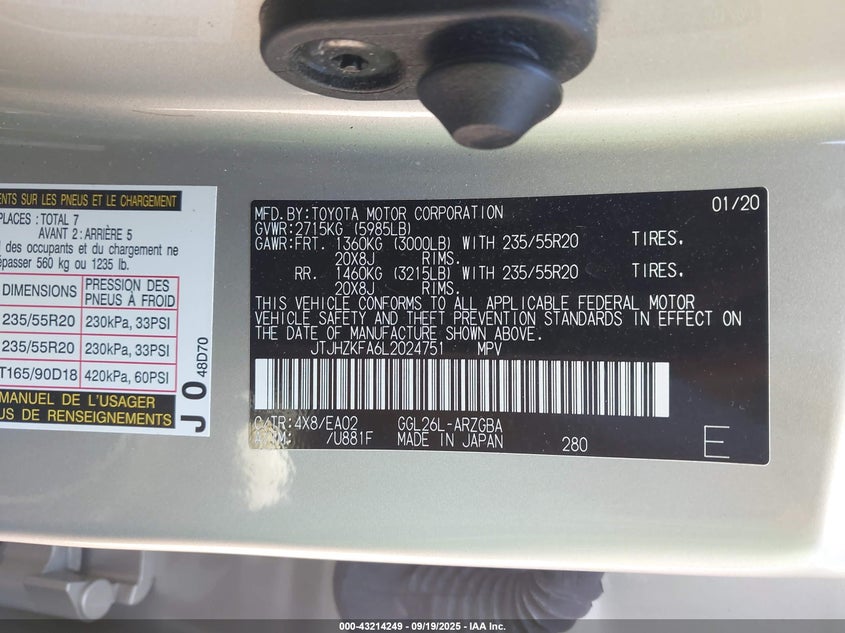 ENTS SUR LES PNEUS ET LE CHARGEMENT
PLACES : TOTAL 7
AVANT 2 : ARRIÈRE 5
des occupants et du chargement ne
épasser 560 kg ou 1235 lb.
DIMENSIONS PRESSION DES PNEUS À FROID
235/55R20 230kPa, 33PSI
235/55R20 230kPa, 33PSI
T165/90D18 420kPa, 60PSI
MANUEL DE L'USAGER
US DE RENSEIGNEMENTS
J 0 48D70
01/20
MFD.BY:TOYOTA MOTOR CORPORATION
GVWR:2715KG (5985LB)
GAWR:FRT. 1360KG (3000LB) WITH 235/55R20 TIRES.
20X8J RIMS.
RR. 1460KG (3215LB) WITH 235/55R20 TIRES.
20X8J RIMS.
THIS VEHICLE CONFORMS TO ALL APPLICABLE FEDERAL MOTOR
VEHICLE SAFETY AND THEFT PREVENTION STANDARDS IN EFFECT ON
THE DATE OF MANUFACTURE SHOWN ABOVE.
JTJHZKFA6L2024751 MPV
C/TR:4X8/EA02 GGL26L-ARZGBA
/U881F MADE IN JAPAN 280 E
000-43214249 - 09/19/2025 - IAA Inc.